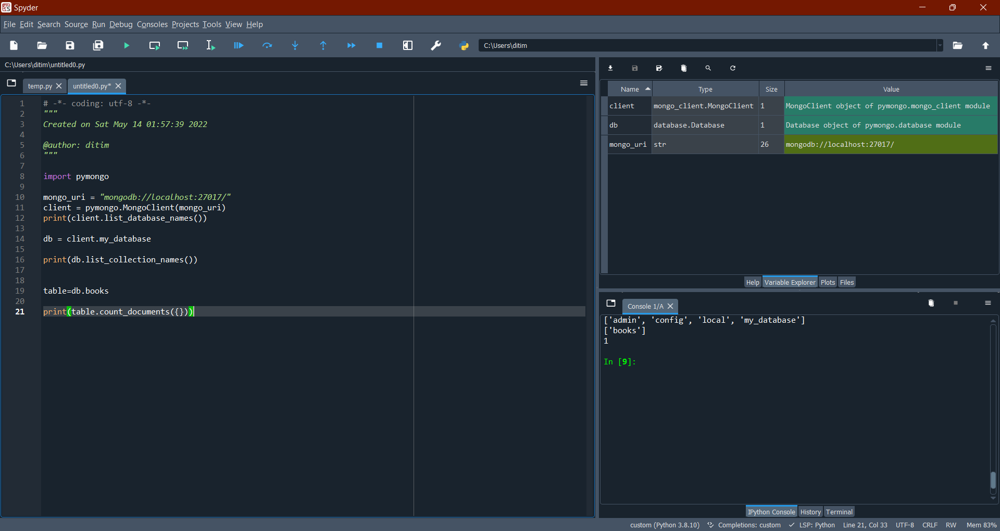 Spyder
File Edit Search Source Run Debug Consoles Projects Tools View Help
C:\Users\ditim
C:\Users\ditim\untitled0.py
temp.py
untitled0.py*
1 # -*- coding: utf-8 -*-
2 """
3 Created on Sat May 14 01:57:39 2022
4
5 @author: ditim
6 """
7
8 import pymongo
9
10 mongo_uri = "mongodb://localhost:27017/"
11 client = pymongo.MongoClient(mongo_uri)
12 print(client.list_database_names())
13
14 db = client.my_database
15
16 print(db.list_collection_names())
17
18
19 table=db.books
20
21 print(table.count_documents({}))
Name Type Size Value
client mongo_client.MongoClient 1 MongoClient object of pymongo.mongo_client module
db database.Database 1 Database object of pymongo.database module
mongo_uri str 26 mongodb://localhost:27017/
Help Variable Explorer Plots Files
Console 1/A
['admin', 'config', 'local', 'my_database']
['books']
1
In [9]:
IPython Console History Terminal
custom (Python 3.8.10) Completions: custom LSP: Python Line 21, Col 33 UTF-8 CRLF RW Mem 83%